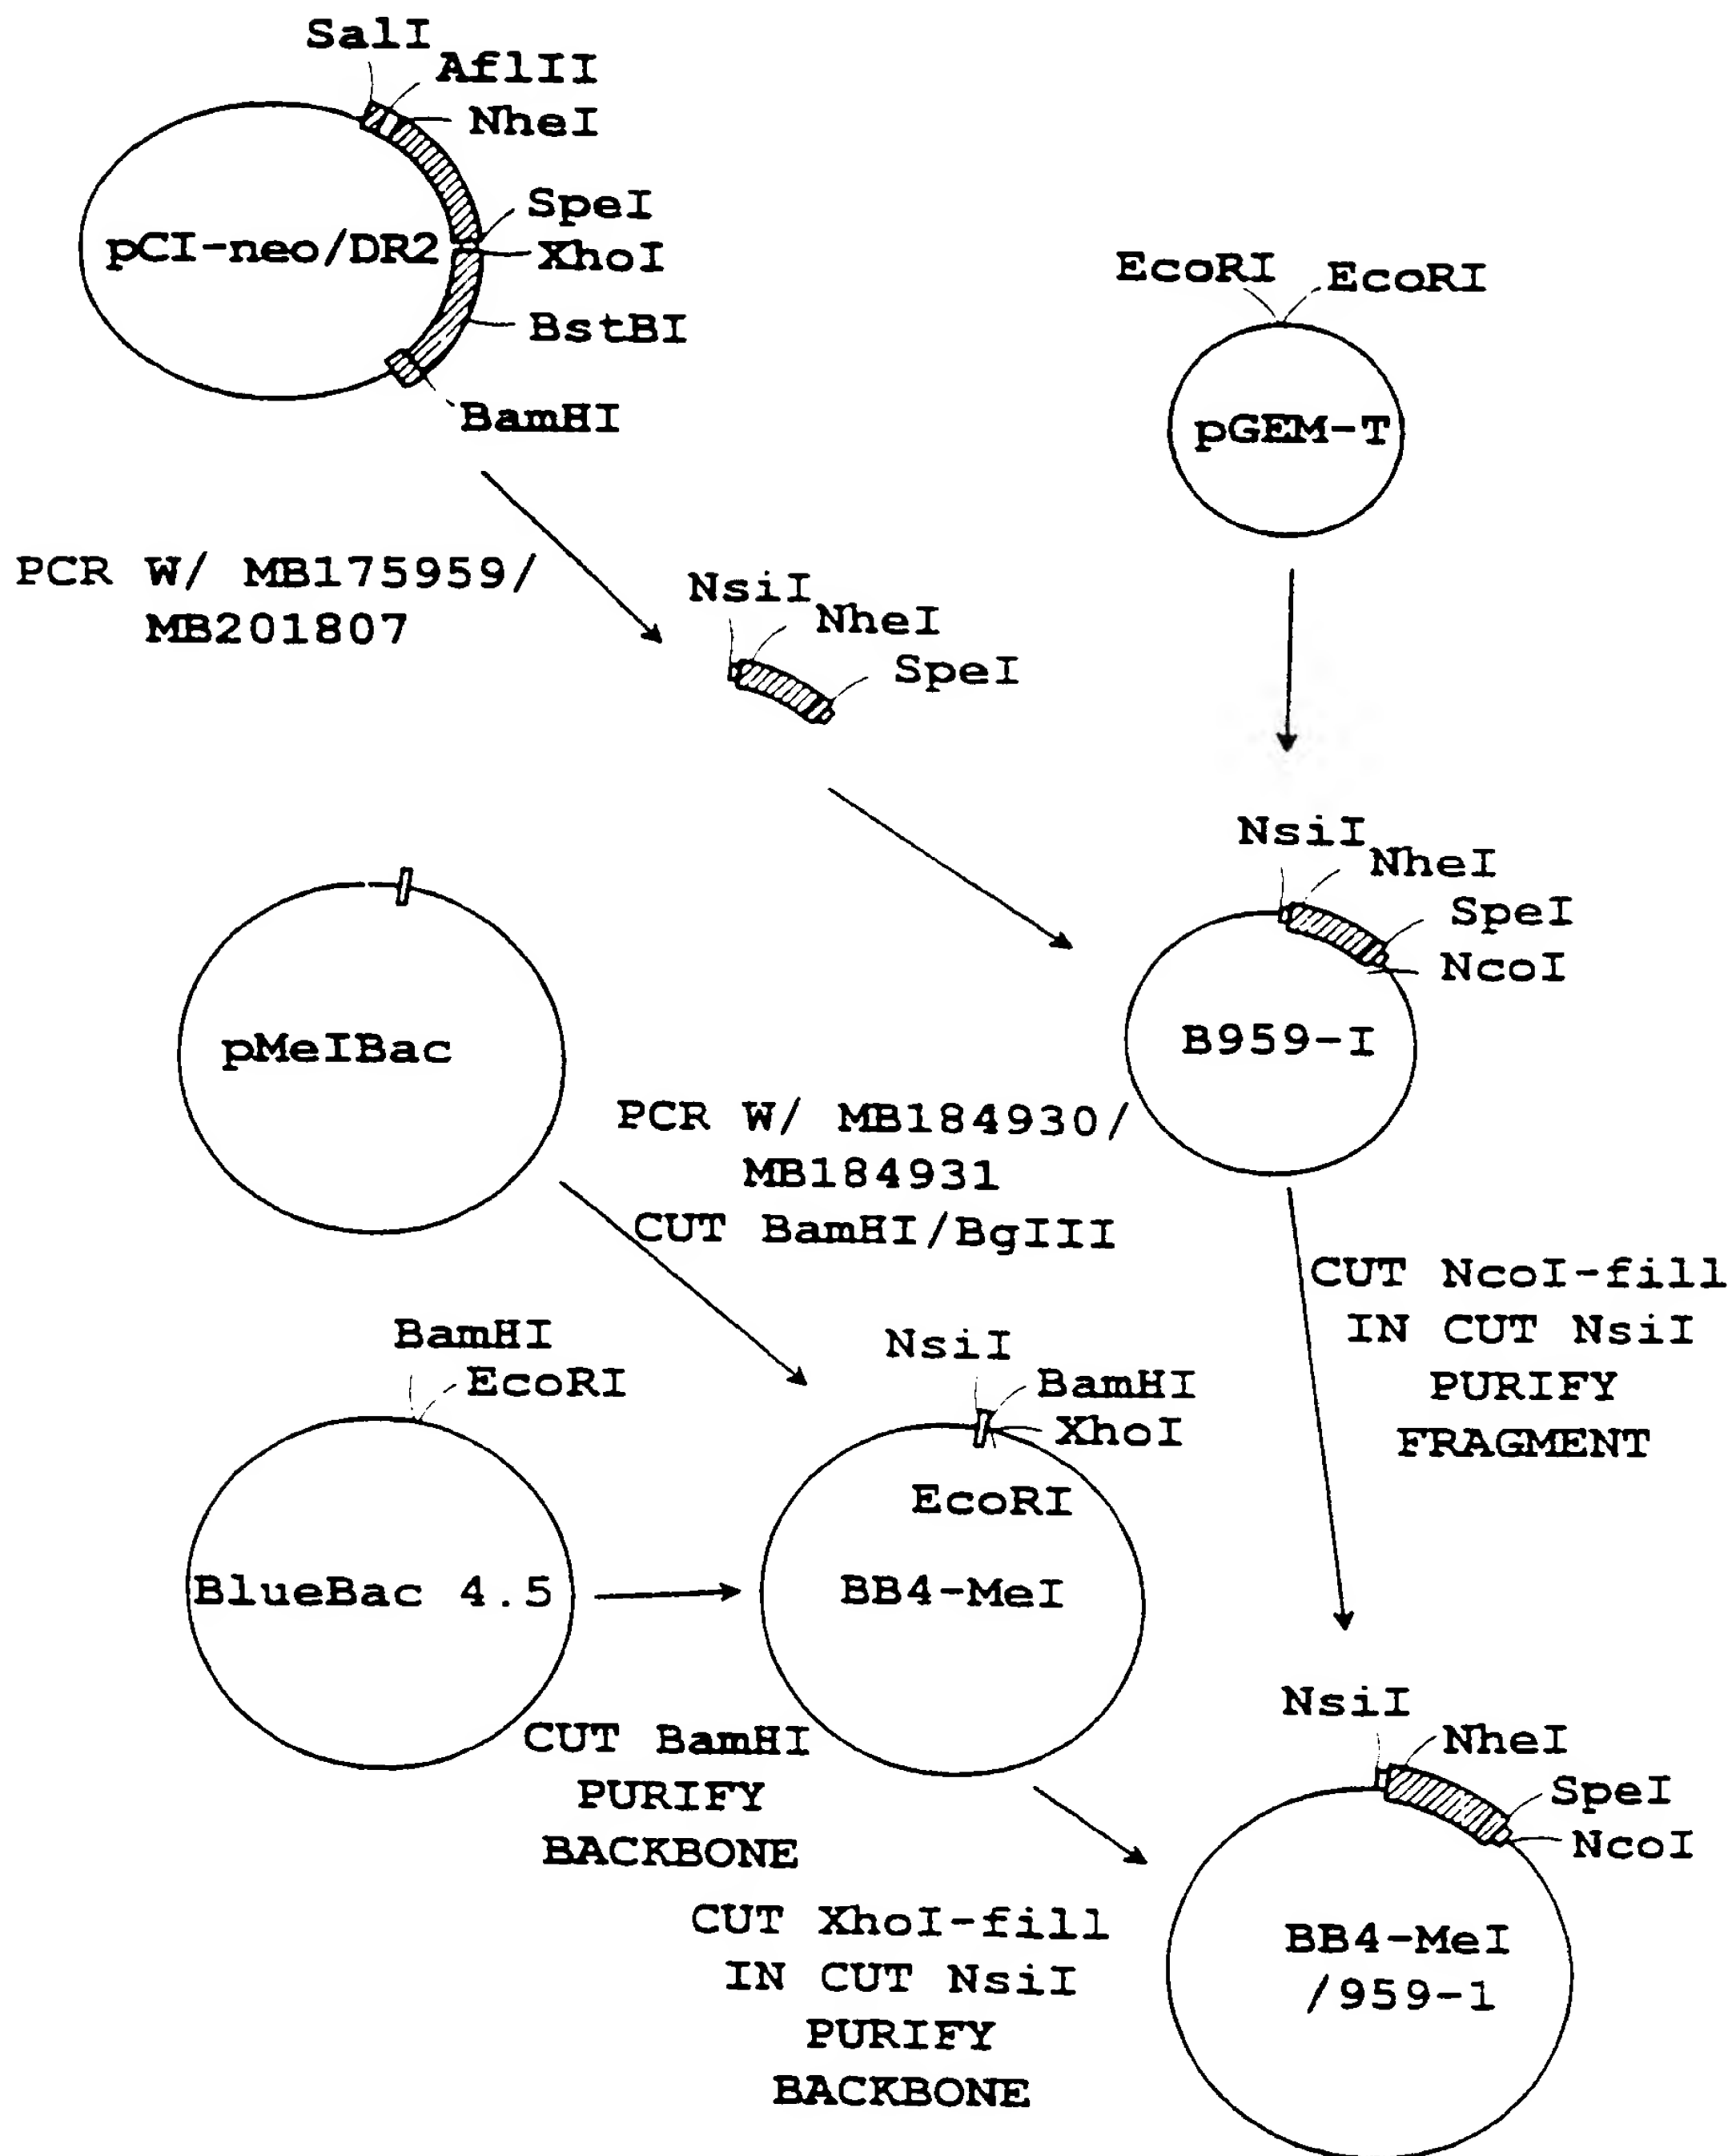 SalI
AflII
NheI
SpeI
pCI-neo/DR2
XhoI
BstBI
BamHI
EcoRI
EcoRI
pGEM-T
PCR W/ MB175959/
MB201807
NsiI
NheI
SpeI
NsiI
NheI
SpeI
NcoI
B959-I
pMeIBac
PCR W/ MB184930/
MB184931
CUT BamHI/BgIII
CUT NcoI-fill
IN CUT NsiI
PURIFY
FRAGMENT
BamHI
EcoRI
BlueBac 4.5
NsiI
BamHI
XhoI
EcoRI
BB4-MeI
CUT BamHI
PURIFY
BACKBONE
CUT XhoI-fill
IN CUT NsiI
PURIFY
BACKBONE
NsiI
NheI
SpeI
NcoI
BB4-MeI
/959-1